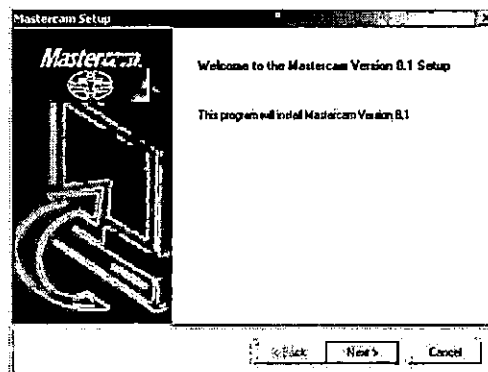 Mastercam Setup
Mastercam
Welcome to the Mastercam Version 8.1 Setup
This program will install Mastercam Version 8.1
< Back
Next >
Cancel